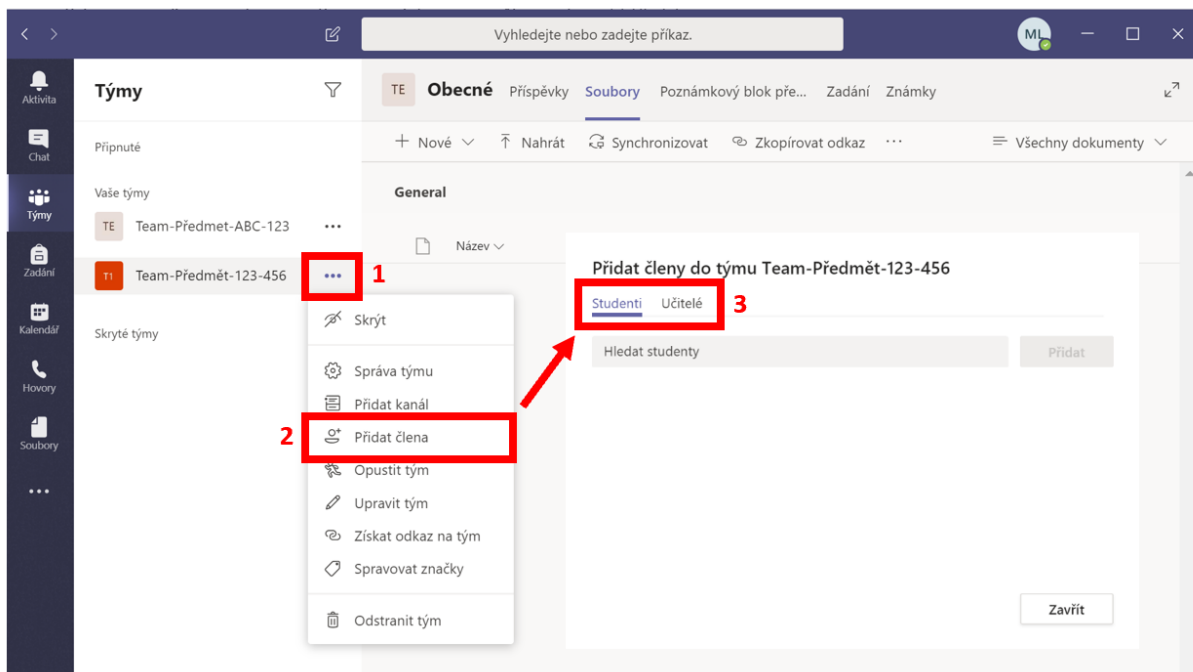 Vyhledejte nebo zadejte příkaz.
ML
Aktivita
Chat
Týmy
Zadání
Kalendář
Hovory
Soubory
Týmy
Připnuté
Vaše týmy
TE Team-Předmet-ABC-123
T1 Team-Předmět-123-456
Skryté týmy
1
Skrýt
Správa týmu
Přidat kanál
2 Přidat člena
Opustit tým
Upravit tým
Získat odkaz na tým
Spravovat značky
Odstranit tým
TE Obecné Příspěvky Soubory Poznámkový blok pře... Zadání Známky
Nové Nahrát Synchronizovat Zkopírovat odkaz ... Všechny dokumenty
General
Název
Přidat členy do týmu Team-Předmět-123-456
Studenti Učitelé 3
Hledat studenty Přidat
Zavřít